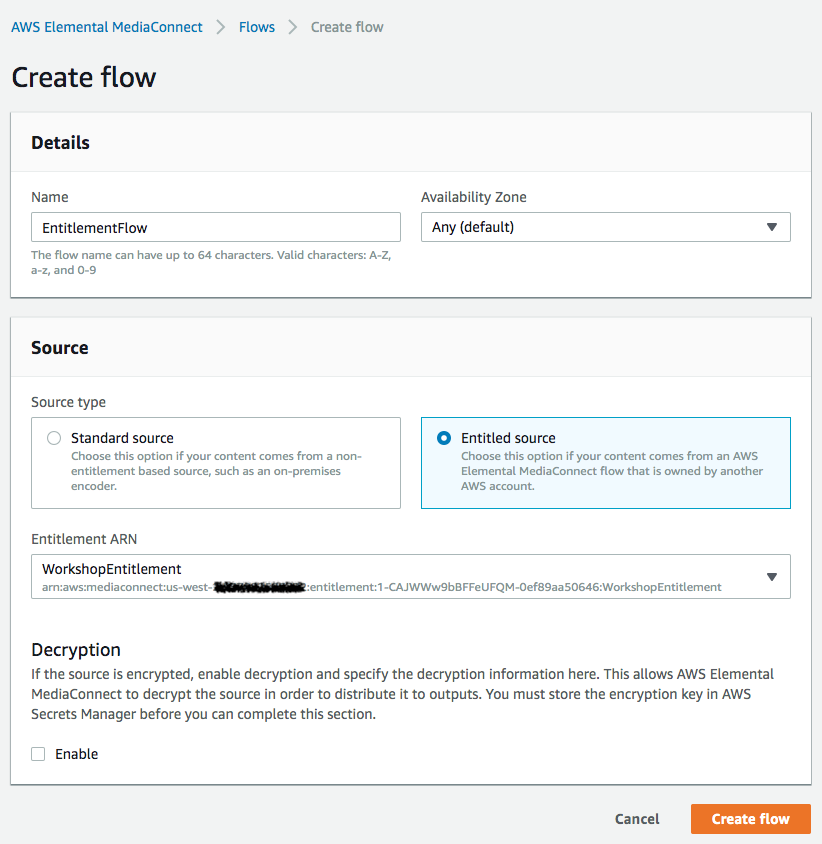 AWS Elemental MediaConnect > Flows > Create flow
Create flow
Details
Name
Availability Zone
EntitlementFlow
Any (default)
The flow name can have up to 64 characters. Valid characters: A-Z,
a-z, and 0-9
Source
Source type
Standard source
Choose this option if your content comes from a non-
entitlement based source, such as an on-premises
encoder.
Entitled source
Choose this option if your content comes from an AWS
Elemental MediaConnect flow that is owned by another
AWS account.
Entitlement ARN
WorkshopEntitlement
arn:aws:mediaconnect:us-west- :entitlement:1-CAJWWw9bBFFeUFQM-0ef89aa50646:WorkshopEntitlement
Decryption
If the source is encrypted, enable decryption and specify the decryption information here. This allows AWS Elemental
MediaConnect to decrypt the source in order to distribute it to outputs. You must store the encryption key in AWS
Secrets Manager before you can complete this section.
Enable
Cancel
Create flow